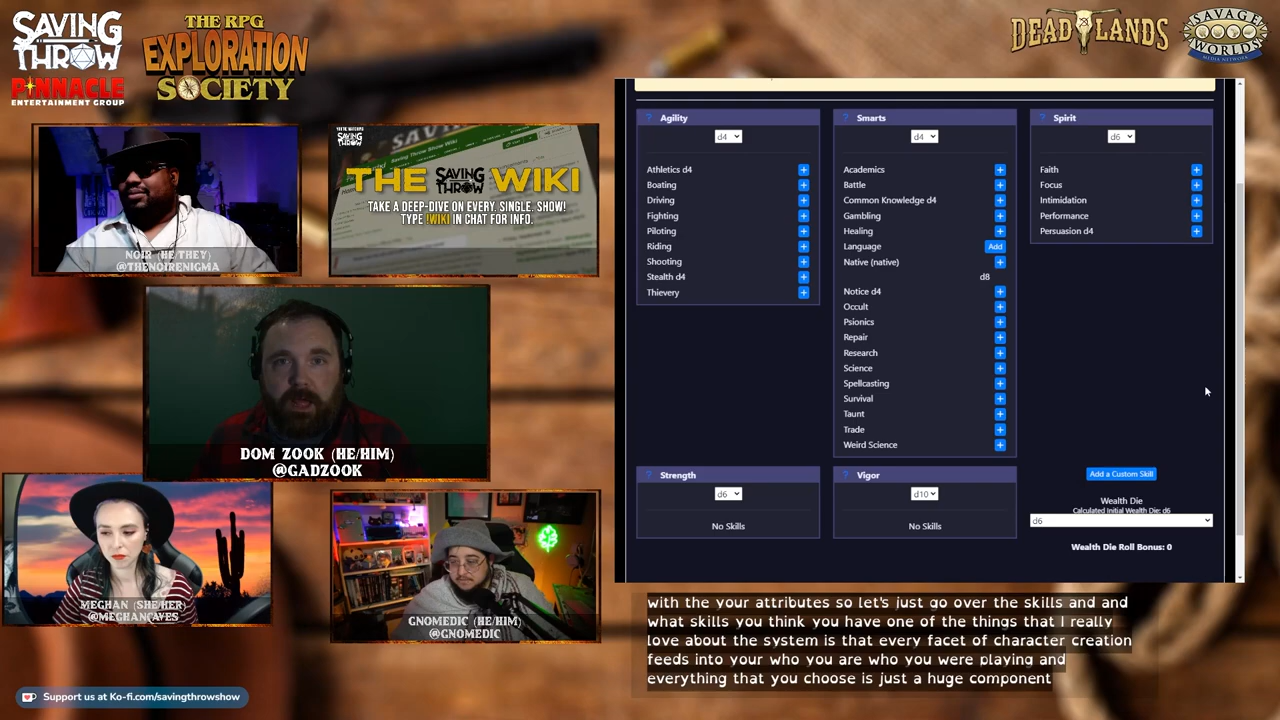 SAVING
THROW
PINNACLE
ENTERTAINMENT GROUP
THE RPG
EXPLORATION
SOCIETY
DEADLANDS
SAVAGE
WORLDS
MEDIA NETWORK
NOIR (HE/THEY)
@THENOIRENIGMA
SAVING
THROW
Saving Throw Show Wiki
THE SAVING THROW WIKI
TAKE A DEEP-DIVE ON EVERY. SINGLE. SHOW!
TYPE !WIKI IN CHAT FOR INFO.
DOM ZOOK (HE/HIM)
@GADZOOK
MEGHAN (SHE/HER)
@MEGHANCAVES
GNOMEDIC (HE/HIM)
@GNOMEDIC
Support us at Ko-fi.com/savingthrowshow
? Agility
d4
Athletics d4 +
Boating +
Driving +
Fighting +
Piloting +
Riding +
Shooting +
Stealth d4 +
Thievery +
? Smarts
d4
Academics +
Battle +
Common Knowledge d4 +
Gambling +
Healing +
Language Add
Native (native) +
d8
Notice d4 +
Occult +
Psionics +
Repair +
Research +
Science +
Spellcasting +
Survival +
Taunt +
Trade +
Weird Science +
? Spirit
d6
Faith +
Focus +
Intimidation +
Performance +
Persuasion d4 +
? Strength
d6
No Skills
? Vigor
d10
No Skills
Add a Custom Skill
Wealth Die
Calculated Initial Wealth Die: d6
d6
Wealth Die Roll Bonus: 0
with the your attributes so let's just go over the skills and and
what skills you think you have one of the things that I really
love about the system is that every facet of character creation
feeds into your who you are who you were playing and
everything that you choose is just a huge component